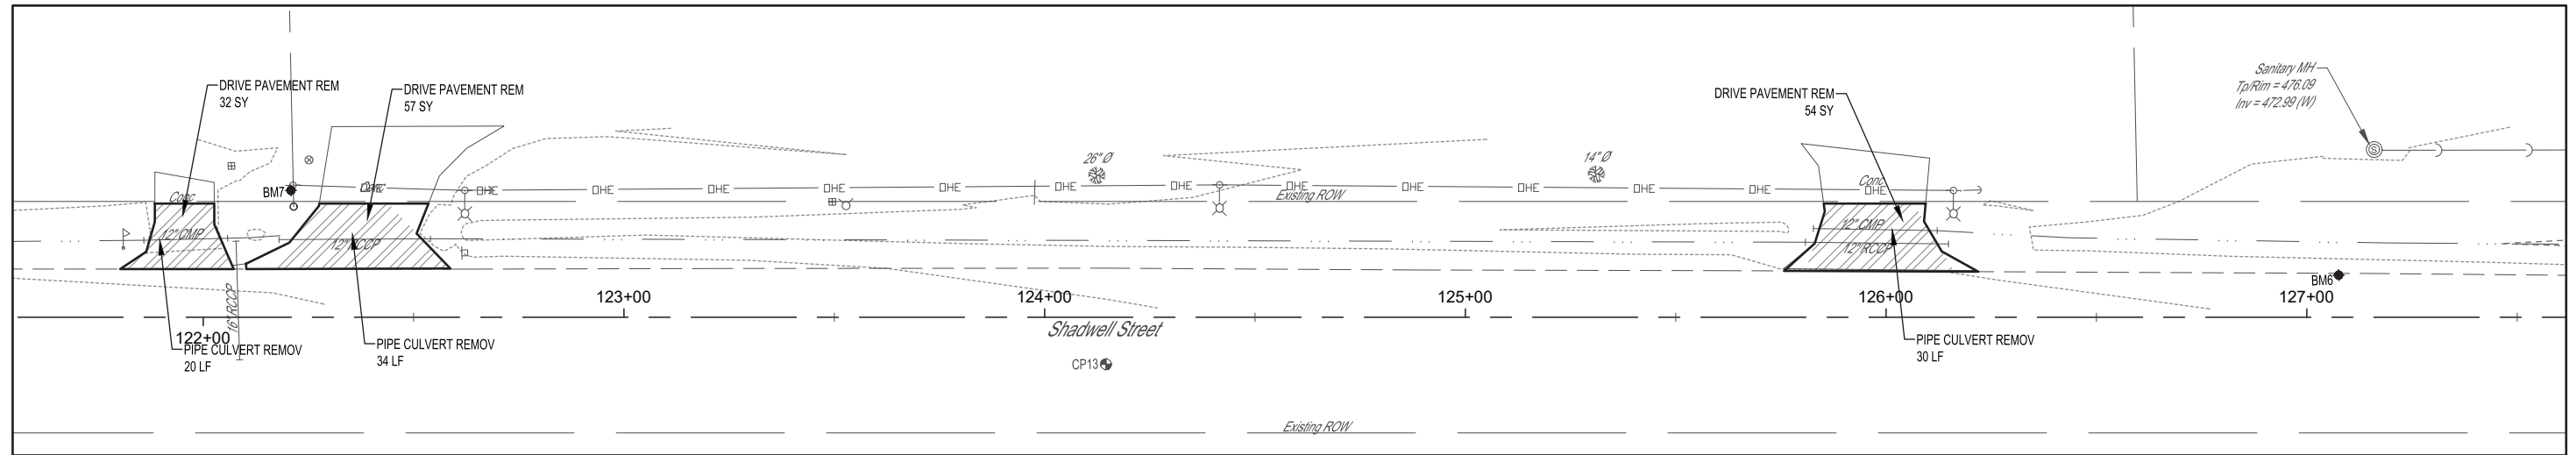 DRIVE PAVEMENT REM
32 SY
DRIVE PAVEMENT REM
57 SY
DRIVE PAVEMENT REM
54 SY
Sanitary MH
Tp/Rim = 476.09
Inv = 472.99 (W)
26" Ø
14" Ø
Conc
BM7
Conc
OHE
OHE
OHE
OHE
OHE
OHE
OHE
OHE
OHE
OHE
OHE
OHE
Conc
OHE
Existing ROW
12" CMP
12" RCCP
12" CMP
12" RCCP
16" RCCP
BM6
122+00
123+00
124+00
125+00
126+00
127+00
Shadwell Street
PIPE CULVERT REMOV
20 LF
PIPE CULVERT REMOV
34 LF
PIPE CULVERT REMOV
30 LF
CP13
Existing ROW